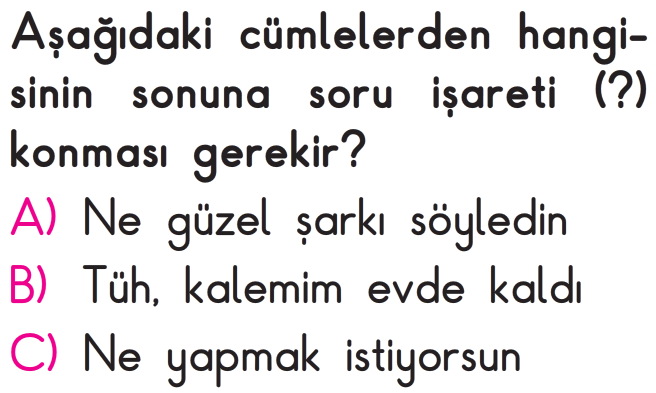 Aşağıdaki cümlelerden hangi-
sinin sonuna soru işareti (?)
konması gerekir?
A) Ne güzel şarkı söyledin
B) Tüh, kalemim evde kaldı
C) Ne yapmak istiyorsun